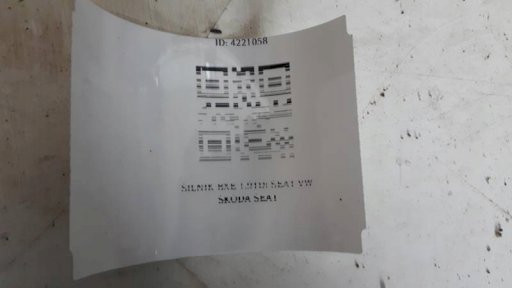 ID: 4221058
SILNIK BXE 1.9TDI SEAT VW
SKODA SEAT